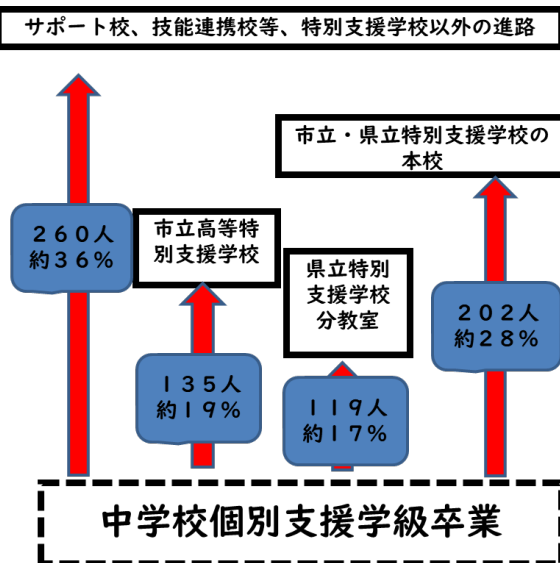 サポート校、技能連携校等、特別支援学校以外の進路
市立・県立特別支援学校の
本校
260人
約36%
市立高等特
別支援学校
県立特別
支援学校
分教室
202人
約28%
135人
約19%
119人
約17%
中学校個別支援学級卒業